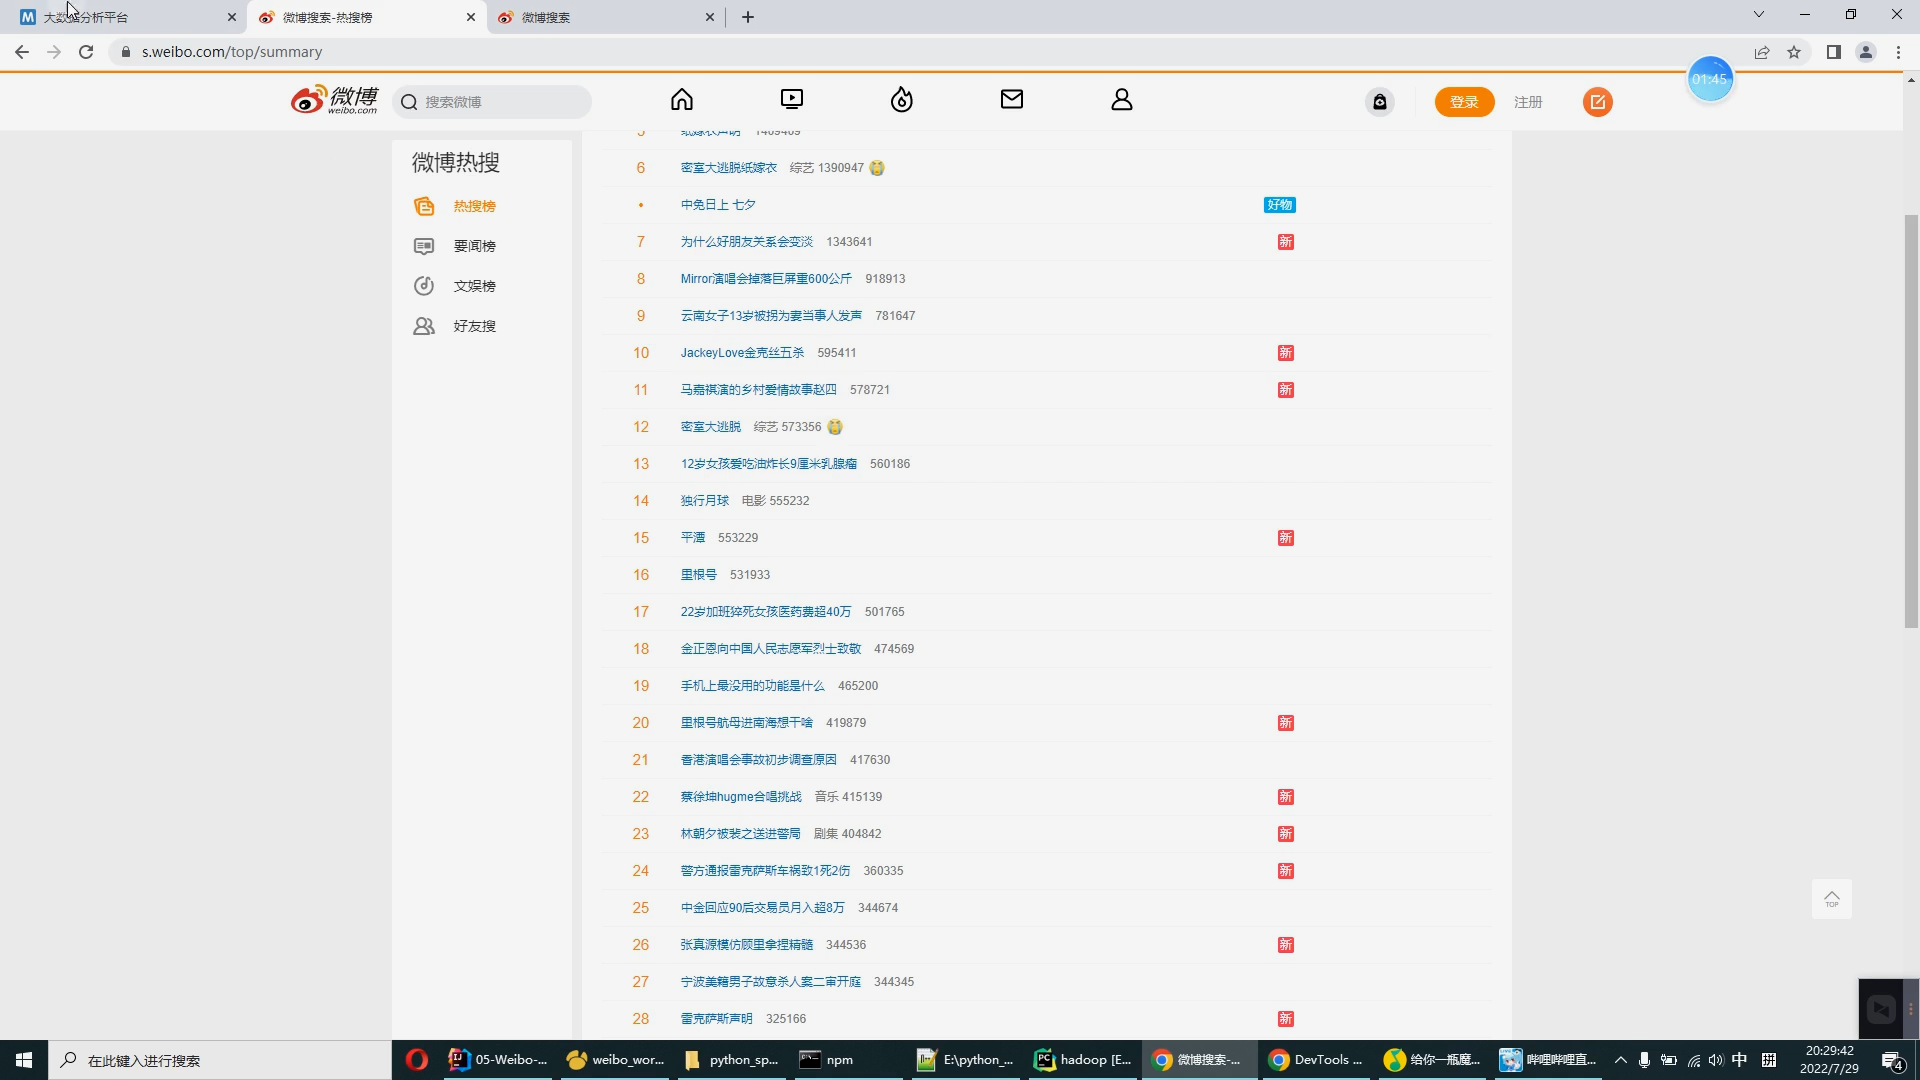 大数据分析平台
微博搜索-热搜榜
微博搜索
s.weibo.com/top/summary
01:45
微博
weibo.com
搜索微博
登录
注册
微博热搜
热搜榜
要闻榜
文娱榜
好友搜
5 纸嫁衣声明 1469469
6 密室大逃脱纸嫁衣 综艺 1390947
• 中免日上 七夕 好物
7 为什么好朋友关系会变淡 1343641 新
8 Mirror演唱会掉落巨屏重600公斤 918913
9 云南女子13岁被拐为妻当事人发声 781647
10 JackeyLove金克丝五杀 595411 新
11 马嘉祺演的乡村爱情故事赵四 578721 新
12 密室大逃脱 综艺 573356
13 12岁女孩爱吃油炸长9厘米乳腺瘤 560186
14 独行月球 电影 555232
15 平潭 553229 新
16 里根号 531933
17 22岁加班猝死女孩医药费超40万 501765
18 金正恩向中国人民志愿军烈士致敬 474569
19 手机上最没用的功能是什么 465200
20 里根号航母进南海想干啥 419879 新
21 香港演唱会事故初步调查原因 417630
22 蔡徐坤hugme合唱挑战 音乐 415139 新
23 林朝夕被裴之送进警局 剧集 404842 新
24 警方通报雷克萨斯车祸致1死2伤 360335 新
25 中金回应90后交易员月入超8万 344674
26 张真源模仿顾里拿捏精髓 344536 新
27 宁波美籍男子故意杀人案二审开庭 344345
28 雷克萨斯声明 325166 新
TOP
在此键入进行搜索
05-Weibo-...
weibo_wor...
python_sp...
npm
E:\python_...
hadoop [E...
微博搜索-...
DevTools ...
给你一瓶魔...
哔哩哔哩直...
中
拼
20:29:42
2022/7/29
4